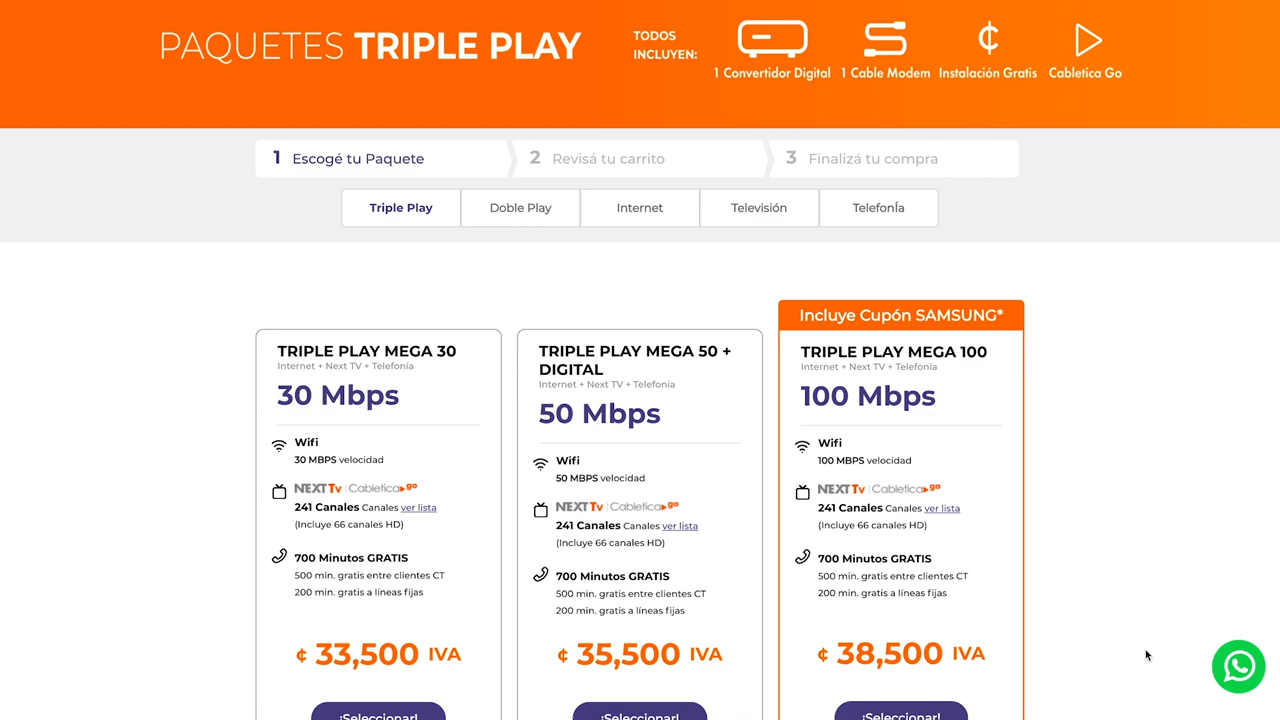 PAQUETES TRIPLE PLAY
TODOS
INCLUYEN:
1 Convertidor Digital
1 Cable Modem
¢
Instalación Gratis
Cabletica Go
1 Escogé tu Paquete
2 Revisá tu carrito
3 Finalizá tu compra
Triple Play
Doble Play
Internet
Televisión
Telefonía
TRIPLE PLAY MEGA 30
Internet + Next TV + Telefonía
30 Mbps
Wifi
30 MBPS velocidad
NEXT Tv | Cabletica go
241 Canales Canales ver lista
(Incluye 66 canales HD)
700 Minutos GRATIS
500 min. gratis entre clientes CT
200 min. gratis a líneas fijas
¢ 33,500 IVA
¡Seleccionar!
TRIPLE PLAY MEGA 50 +
DIGITAL
Internet + Next TV + Telefonía
50 Mbps
Wifi
50 MBPS velocidad
NEXT Tv | Cabletica go
241 Canales Canales ver lista
(Incluye 66 canales HD)
700 Minutos GRATIS
500 min. gratis entre clientes CT
200 min. gratis a líneas fijas
¢ 35,500 IVA
¡Seleccionar!
Incluye Cupón SAMSUNG*
TRIPLE PLAY MEGA 100
Internet + Next TV + Telefonía
100 Mbps
Wifi
100 MBPS velocidad
NEXT Tv | Cabletica go
241 Canales Canales ver lista
(Incluye 66 canales HD)
700 Minutos GRATIS
500 min. gratis entre clientes CT
200 min. gratis a líneas fijas
¢ 38,500 IVA
¡Seleccionar!